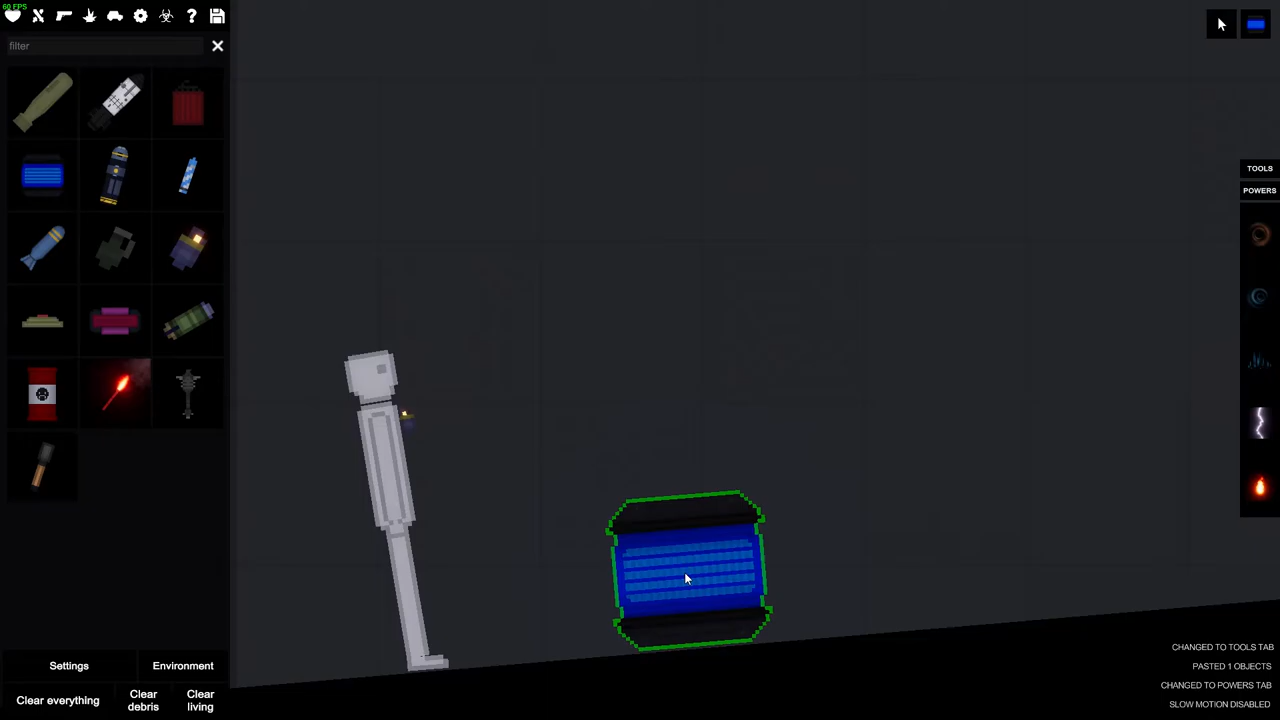 60 FPS
?
filter
TOOLS
POWERS
Settings
Environment
Clear everything
Clear debris
Clear living
CHANGED TO TOOLS TAB
PASTED 1 OBJECTS
CHANGED TO POWERS TAB
SLOW MOTION DISABLED